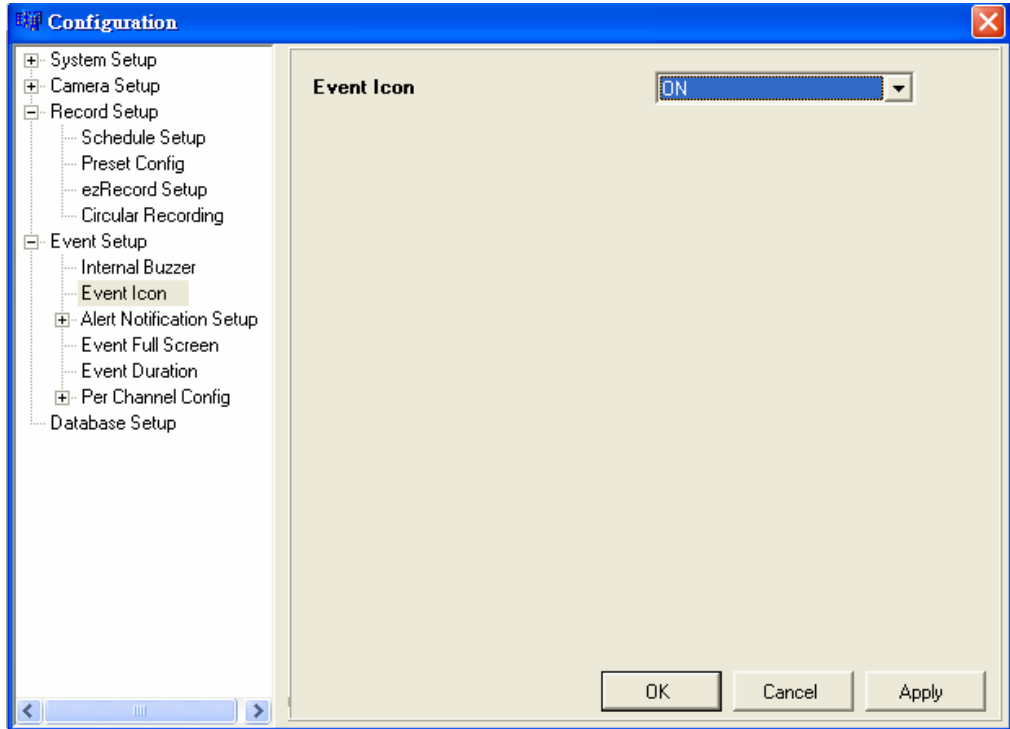 Configuration
System Setup
Camera Setup
Record Setup
Schedule Setup
Preset Config
ezRecord Setup
Circular Recording
Event Setup
Internal Buzzer
Event Icon
Alert Notification Setup
Event Full Screen
Event Duration
Per Channel Config
Database Setup
Event Icon
ON
OK
Cancel
Apply